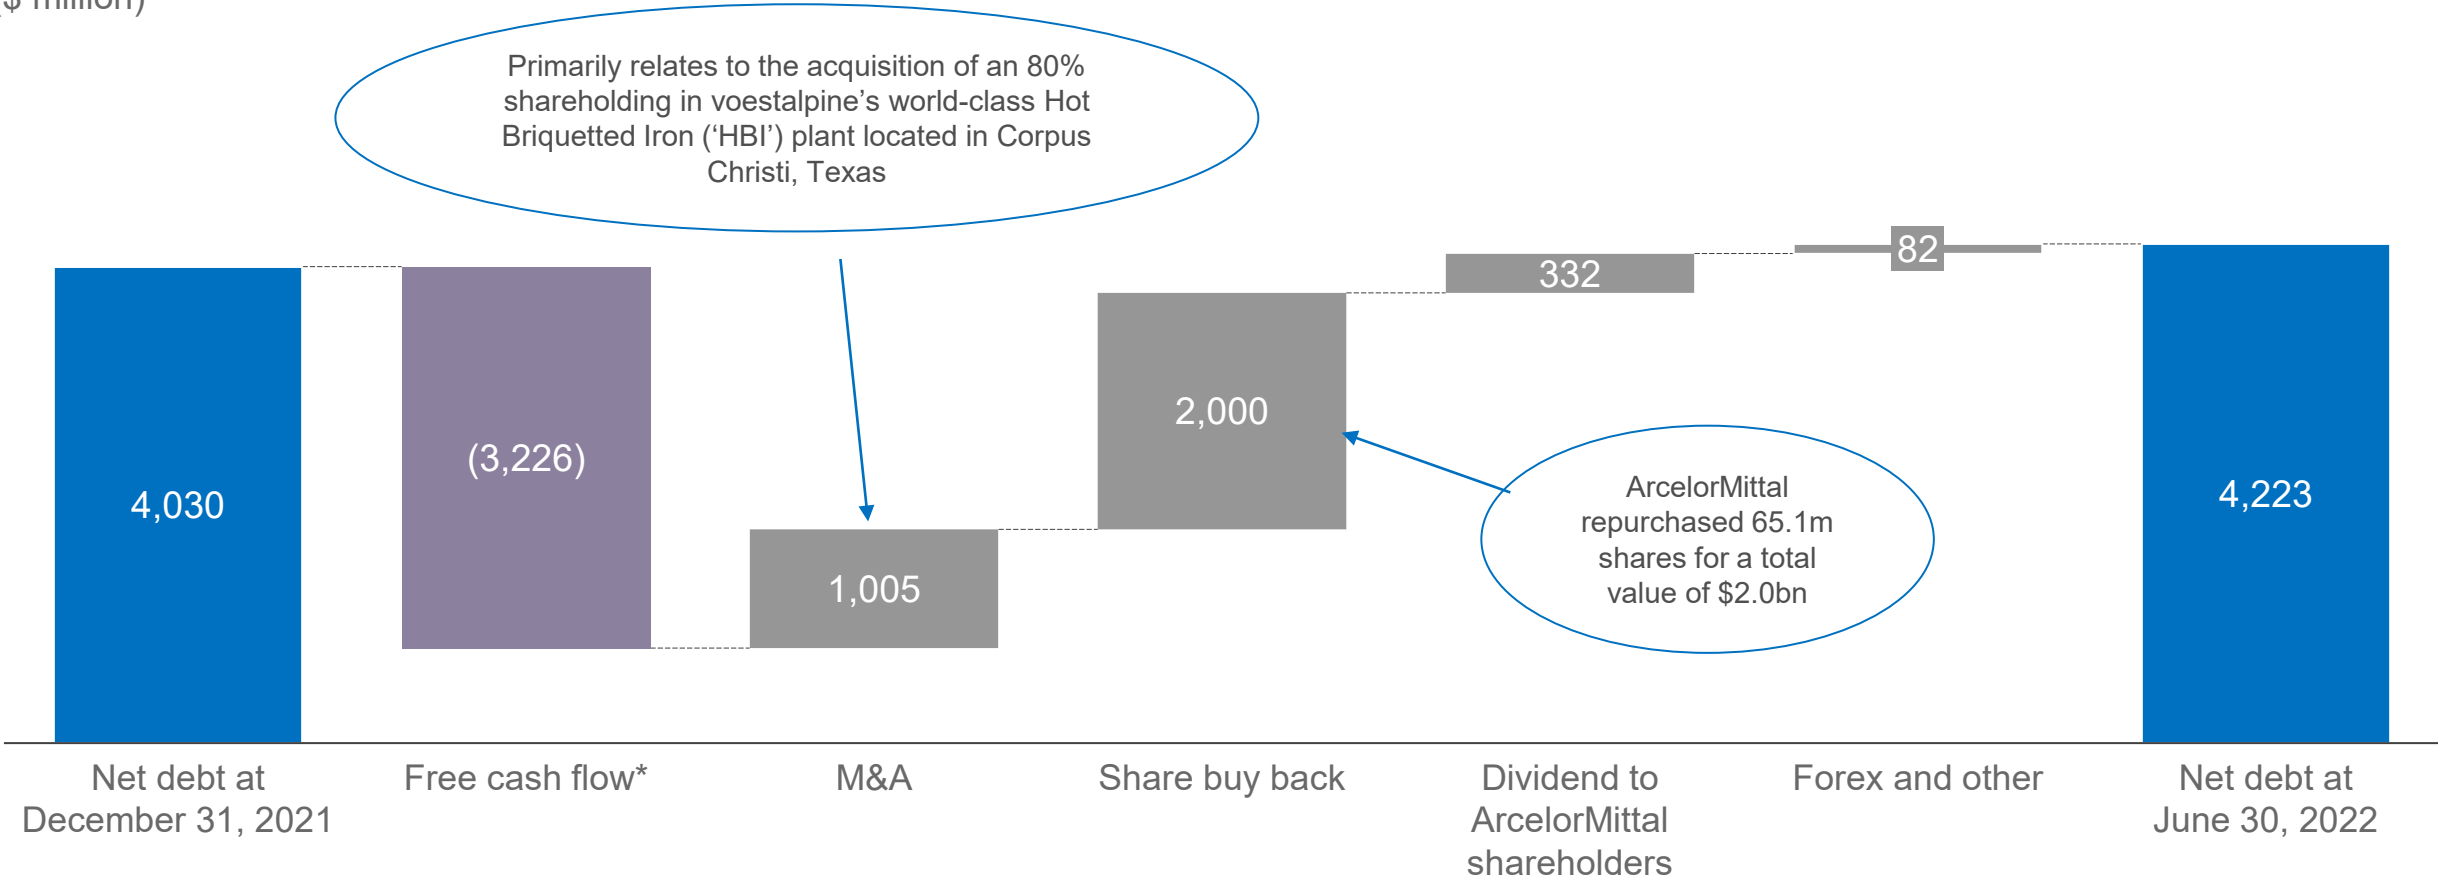 ($ million)
Primarily relates to the acquisition of an 80%
shareholding in voestalpine’s world-class Hot
Briquetted Iron (‘HBI’) plant located in Corpus
Christi, Texas
4,030
(3,226)
1,005
2,000
332
82
4,223
ArcelorMittal
repurchased 65.1m
shares for a total
value of $2.0bn
Net debt at
December 31, 2021
Free cash flow*
M&A
Share buy back
Dividend to
ArcelorMittal
shareholders
Forex and other
Net debt at
June 30, 2022